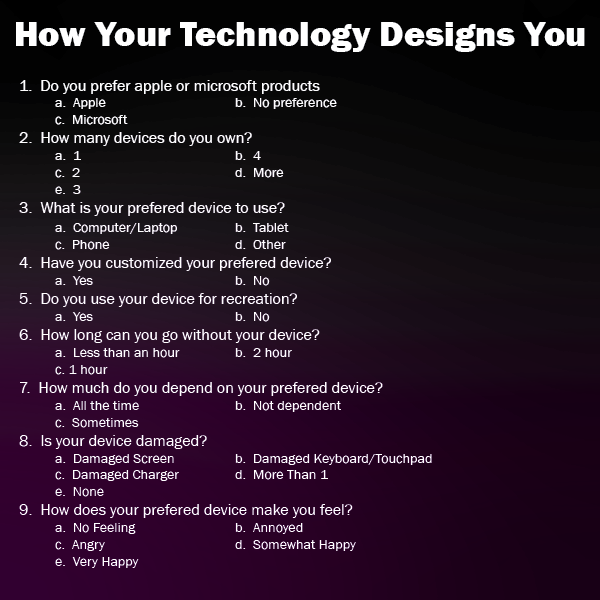 How Your Technology Designs You
1. Do you prefer apple or microsoft products
a. Apple b. No preference
c. Microsoft
2. How many devices do you own?
a. 1 b. 4
c. 2 d. More
e. 3
3. What is your prefered device to use?
a. Computer/Laptop b. Tablet
c. Phone d. Other
4. Have you customized your prefered device?
a. Yes b. No
5. Do you use your device for recreation?
a. Yes b. No
6. How long can you go without your device?
a. Less than an hour b. 2 hour
c. 1 hour
7. How much do you depend on your prefered device?
a. All the time b. Not dependent
c. Sometimes
8. Is your device damaged?
a. Damaged Screen b. Damaged Keyboard/Touchpad
c. Damaged Charger d. More Than 1
e. None
9. How does your prefered device make you feel?
a. No Feeling b. Annoyed
c. Angry d. Somewhat Happy
e. Very Happy